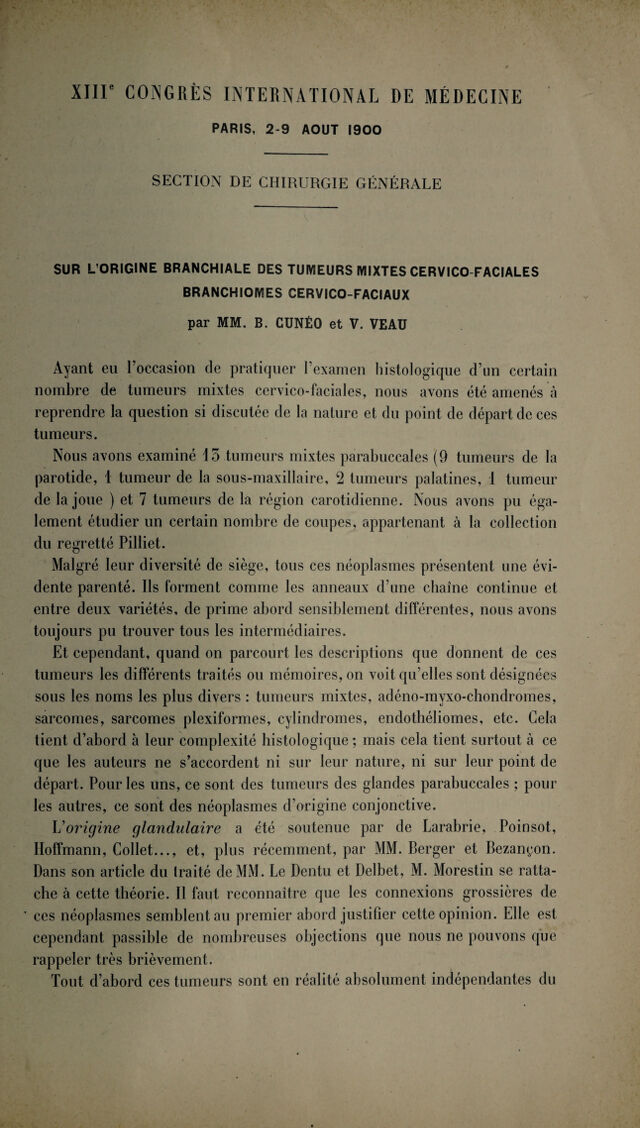 XIIIe CONGRÈS INTERNATIONAL DE MÉDECINE
PARIS, 2-9 AOUT 1900
SECTION DE CHIRURGIE GÉNÉRALE
SUR L'ORIGINE BRANCHIALE DES TUMEURS MIXTES CERVICO-FACIALES
BRANCHIOMES CERVICO-FACIAUX
par MM. B. CUNÉO et V. VEAU
Ayant eu l'occasion de pratiquer l'examen histologique d'un certain
nombre de tumeurs mixtes cervico-faciales, nous avons été amenés à
reprendre la question si discutée de la nature et du point de départ de ces
tumeurs.
Nous avons examiné 13 tumeurs mixtes parabuccales (9 tumeurs de la
parotide, 1 tumeur de la sous-maxillaire, 2 tumeurs palatines, 1 tumeur
de la joue ) et 7 tumeurs de la région carotidienne. Nous avons pu éga-
lement étudier un certain nombre de coupes, appartenant à la collection
du regretté Pilliet.
Malgré leur diversité de siège, tous ces néoplasmes présentent une évi-
dente parenté. Ils forment comme les anneaux d'une chaîne continue et
entre deux variétés, de prime abord sensiblement différentes, nous avons
toujours pu trouver tous les intermédiaires.
Et cependant, quand on parcourt les descriptions que donnent de ces
tumeurs les différents traités ou mémoires, on voit qu'elles sont désignées
sous les noms les plus divers : tumeurs mixtes, adéno-myxo-chondromes,
sarcomes, sarcomes plexiformes, cylindromes, endothéliomes, etc. Cela
tient d'abord à leur complexité histologique ; mais cela tient surtout à ce
que les auteurs ne s'accordent ni sur leur nature, ni sur leur point de
départ. Pour les uns, ce sont des tumeurs des glandes parabuccales ; pour
les autres, ce sont des néoplasmes d'origine conjonctive.
L'origine glandulaire a été soutenue par de Larabrie, Poinsot,
Hoffmann, Collet..., et, plus récemment, par MM. Berger et Bezançon.
Dans son article du traité de MM. Le Dentu et Delbet, M. Morestin se ratta-
che à cette théorie. Il faut reconnaître que les connexions grossières de
ces néoplasmes semblent au premier abord justifier cette opinion. Elle est
cependant passible de nombreuses objections que nous ne pouvons que
rappeler très brièvement.
Tout d'abord ces tumeurs sont en réalité absolument indépendantes du